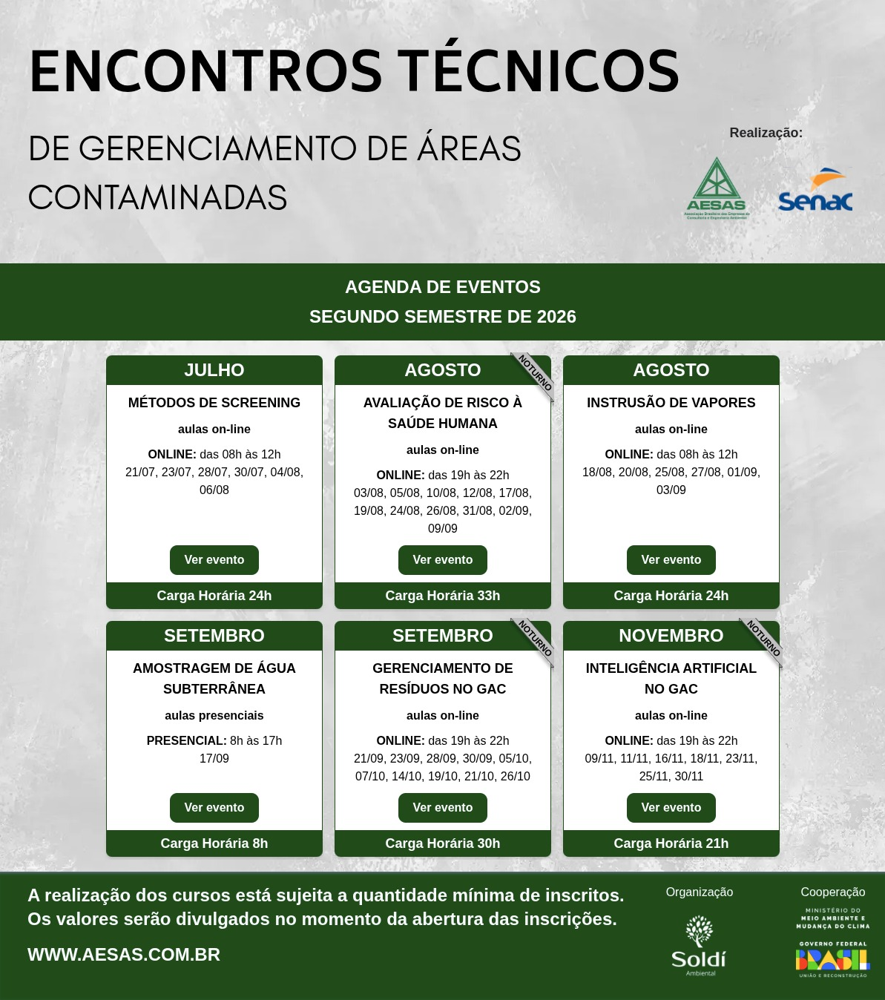 ENCONTROS TÉCNICOS
DE GERENCIAMENTO DE ÁREAS
CONTAMINADAS
Realização:
AESAS
Associação Brasileira das Empresas de
Consultoria e Engenharia Ambiental
Senac
AGENDA DE EVENTOS
SEGUNDO SEMESTRE DE 2026
JULHO
MÉTODOS DE SCREENING
aulas on-line
ONLINE: das 08h às 12h
21/07, 23/07, 28/07, 30/07, 04/08,
06/08
Ver evento
Carga Horária 24h
AGOSTO
NOTURNO
AVALIAÇÃO DE RISCO À
SAÚDE HUMANA
aulas on-line
ONLINE: das 19h às 22h
03/08, 05/08, 10/08, 12/08, 17/08,
19/08, 24/08, 26/08, 31/08, 02/09,
09/09
Ver evento
Carga Horária 33h
AGOSTO
INSTRUSÃO DE VAPORES
aulas on-line
ONLINE: das 08h às 12h
18/08, 20/08, 25/08, 27/08, 01/09,
03/09
Ver evento
Carga Horária 24h
SETEMBRO
AMOSTRAGEM DE ÁGUA
SUBTERRÂNEA
aulas presenciais
PRESENCIAL: 8h às 17h
17/09
Ver evento
Carga Horária 8h
SETEMBRO
NOTURNO
GERENCIAMENTO DE
RESÍDUOS NO GAC
aulas on-line
ONLINE: das 19h às 22h
21/09, 23/09, 28/09, 30/09, 05/10,
07/10, 14/10, 19/10, 21/10, 26/10
Ver evento
Carga Horária 30h
NOVEMBRO
NOTURNO
INTELIGÊNCIA ARTIFICIAL
NO GAC
aulas on-line
ONLINE: das 19h às 22h
09/11, 11/11, 16/11, 18/11, 23/11,
25/11, 30/11
Ver evento
Carga Horária 21h
A realização dos cursos está sujeita a quantidade mínima de inscritos.
Os valores serão divulgados no momento da abertura das inscrições.
WWW.AESAS.COM.BR
Organização
Soldí
Ambiental
Cooperação
MINISTÉRIO DO
MEIO AMBIENTE E
MUDANÇA DO CLIMA
GOVERNO FEDERAL
BRASIL
UNIÃO E RECONSTRUÇÃO